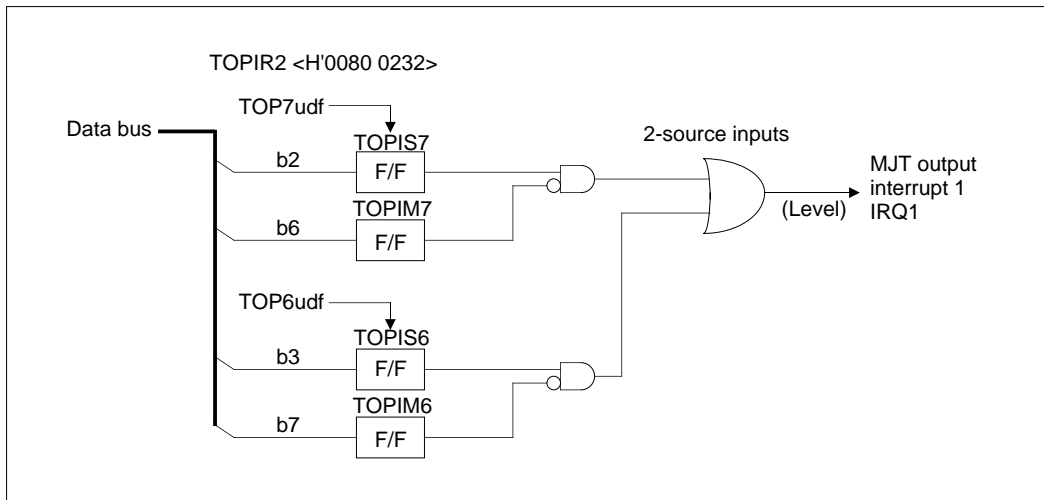 TOPIR2 <H'0080 0232>
TOP7udf
Data bus
TOPIS7
2-source inputs
b2
F/F
MJT output
interrupt 1
IRQ1
(Level)
TOPIM7
b6
F/F
TOP6udf
TOPIS6
b3
F/F
TOPIM6
b7
F/F